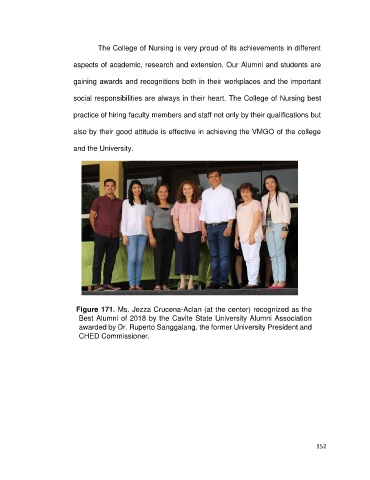 The College of Nursing is very proud of its achievements in different
aspects of academic, research and extension. Our Alumni and students are
gaining awards and recognitions both in their workplaces and the important
social responsibilities are always in their heart. The College of Nursing best
practice of hiring faculty members and staff not only by their qualifications but
also by their good attitude is effective in achieving the VMGO of the college
and the University.
Figure 171. Ms. Jezza Crucena-Aclan (at the center) recognized as the
Best Alumni of 2018 by the Cavite State University Alumni Association
awarded by Dr. Ruperto Sanggalang, the former University President and
CHED Commissioner.
152